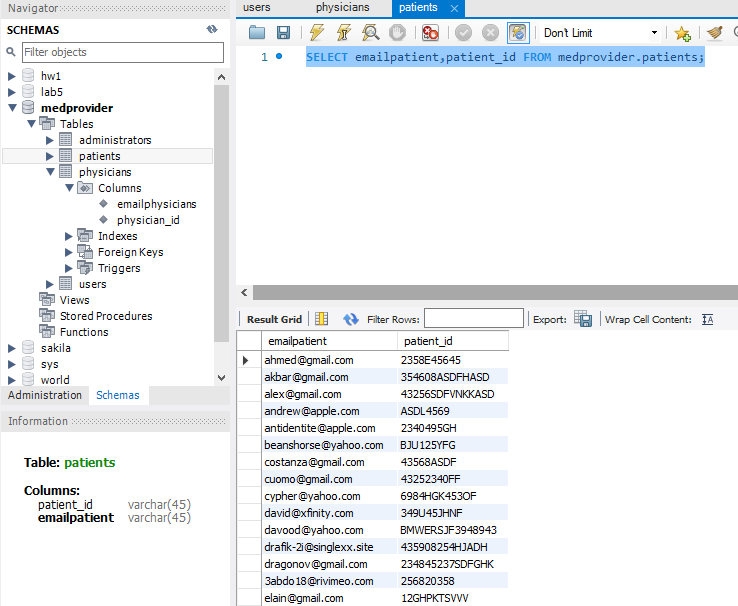 Navigator
SCHEMAS
Filter objects
hw1
lab5
medprovider
Tables
administrators
patients
physicians
Columns
emailphysicians
physician_id
Indexes
Foreign Keys
Triggers
users
Views
Stored Procedures
Functions
sakila
sys
world
Administration Schemas
Information
Table: patients
Columns:
patient_id varchar(45)
emailpatient varchar(45)
users physicians patients
Don't Limit
1 SELECT emailpatient,patient_id FROM medprovider.patients;
Result Grid Filter Rows: Export: Wrap Cell Content:
emailpatient patient_id
ahmed@gmail.com 2358E45645
akbar@gmail.com 354608ASDFHASD
alex@gmail.com 43256SDFVNKKASD
andrew@apple.com ASDL4569
antidentite@apple.com 2340495GH
beanshorse@yahoo.com BJU125YFG
costanza@gmail.com 43568ASDF
cuomo@gmail.com 43252340FF
cypher@yahoo.com 6984HGK453OF
david@xfinity.com 349U45JHNF
davood@yahoo.com BMWERSJF3948943
drafik-2i@singlexx.site 435908254HJADH
dragonov@gmail.com 234845237SDFGHK
3abdo18@rivimeo.com 256820358
elain@gmail.com 12GHPKTSVVV